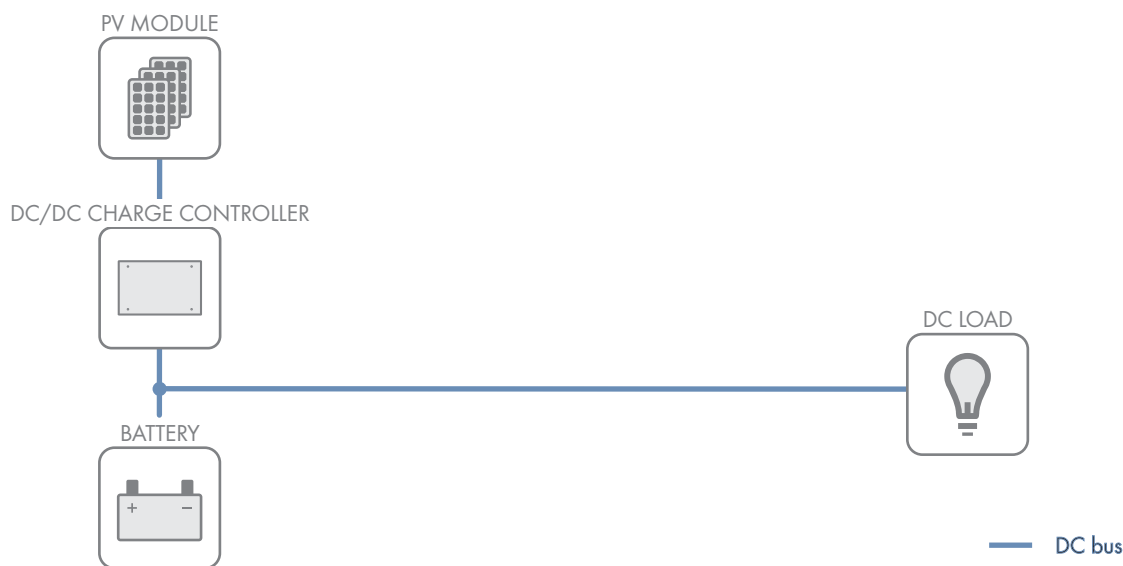 PV MODULE
DC/DC CHARGE CONTROLLER
DC LOAD
BATTERY
+ −
DC bus